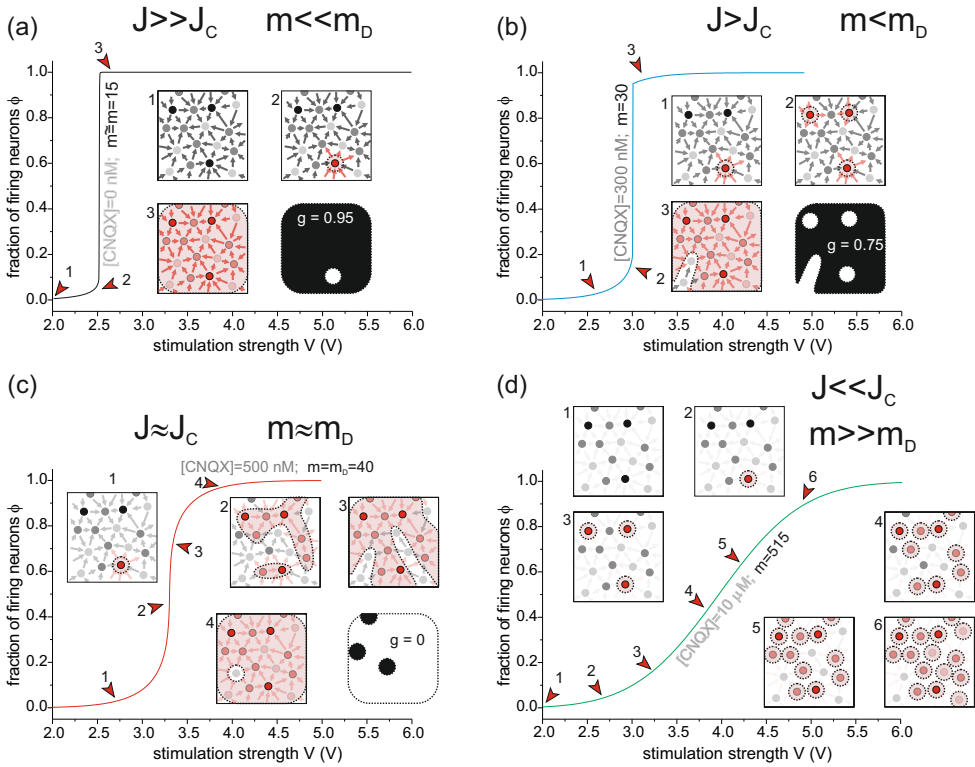 (a)
J>>J_C m<<m_D
fraction of firing neurons ϕ
1.0
0.8
0.6
0.4
0.2
0.0
2.0 2.5 3.0 3.5 4.0 4.5 5.0 5.5 6.0
stimulation strength V (V)
[CNQX]=0 nM; m≅m=15
1
2
3
1
2
3
g = 0.95
(b)
J>J_C m<m_D
fraction of firing neurons ϕ
1.0
0.8
0.6
0.4
0.2
0.0
2.0 2.5 3.0 3.5 4.0 4.5 5.0 5.5 6.0
stimulation strength V (V)
[CNQX]=300 nM; m=30
1
2
3
1
2
3
g = 0.75
(c)
J≈J_C m≈m_D
[CNQX]=500 nM; m=m_D=40
fraction of firing neurons ϕ
1.0
0.8
0.6
0.4
0.2
0.0
2.0 2.5 3.0 3.5 4.0 4.5 5.0 5.5 6.0
stimulation strength V (V)
1
2
3
4
1
2
3
4
g = 0
(d)
J<<J_C
m>>m_D
fraction of firing neurons ϕ
1.0
0.8
0.6
0.4
0.2
0.0
2.0 2.5 3.0 3.5 4.0 4.5 5.0 5.5 6.0
stimulation strength V (V)
[CNQX]=10 μM; m=515
1
2
3
4
5
6
1
2
3
4
5
6